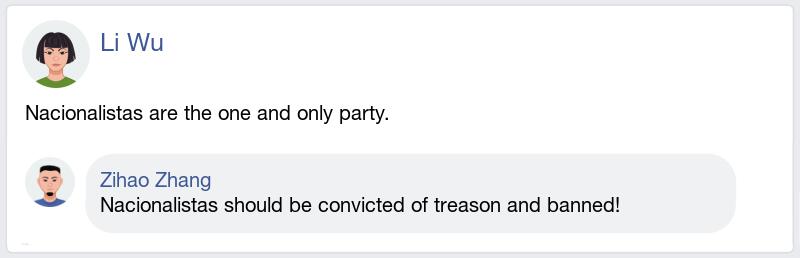 Li Wu
Nacionalistas are the one and only party.
Zihao Zhang
Nacionalistas should be convicted of treason and banned!